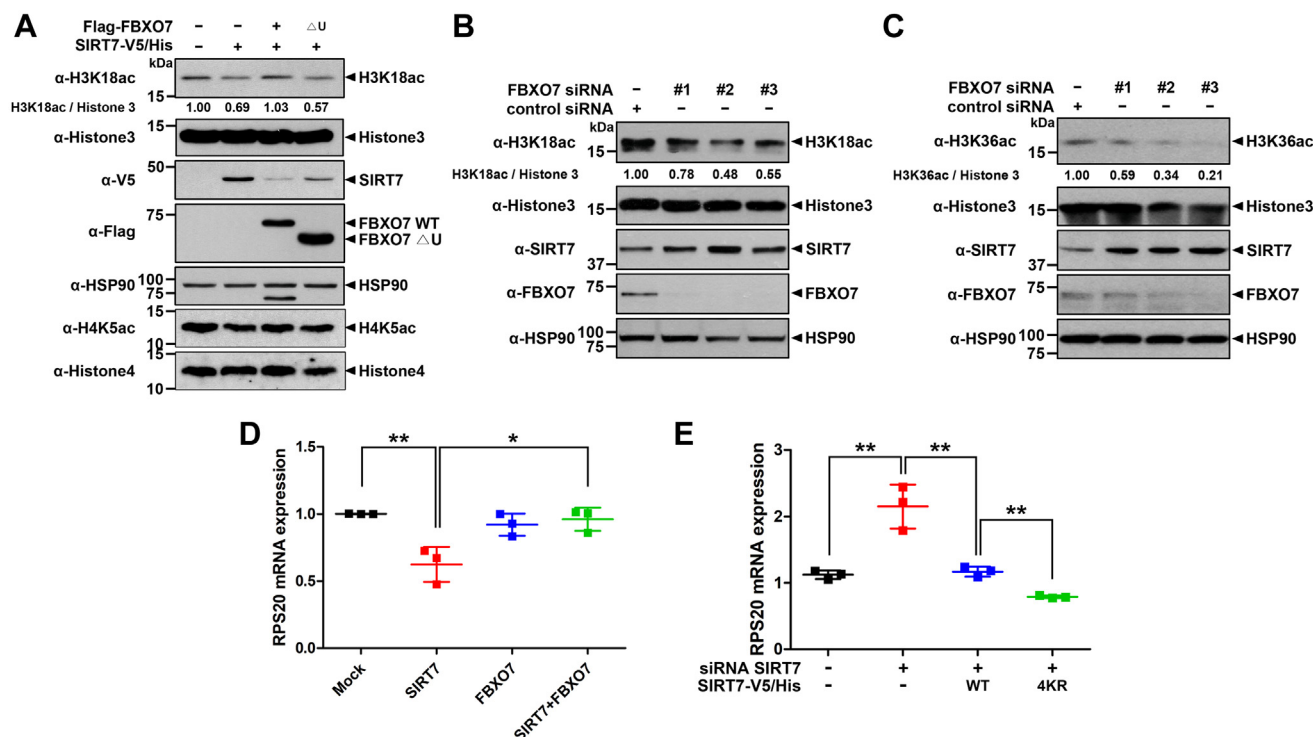 A
Flag-FBXO7 – – + △U
SIRT7-V5/His – + + +
kDa
α-H3K18ac 15 H3K18ac
H3K18ac / Histone 3 1.00 0.69 1.03 0.57
α-Histone3 15 Histone3
α-V5 50 SIRT7
α-Flag 75 FBXO7 WT
FBXO7 △U
α-HSP90 100 75 HSP90
α-H4K5ac 15 10 H4K5ac
α-Histone4 15 10 Histone4
B
FBXO7 siRNA – #1 #2 #3
control siRNA + – – –
kDa
α-H3K18ac 15 H3K18ac
H3K18ac / Histone 3 1.00 0.78 0.48 0.55
α-Histone3 15 Histone3
α-SIRT7 37 SIRT7
α-FBXO7 75 FBXO7
α-HSP90 100 75 HSP90
C
FBXO7 siRNA – #1 #2 #3
control siRNA + – – –
kDa
α-H3K36ac 15 H3K36ac
H3K36ac / Histone 3 1.00 0.59 0.34 0.21
α-Histone3 15 Histone3
α-SIRT7 37 SIRT7
α-FBXO7 75 FBXO7
α-HSP90 100 75 HSP90
D
RPS20 mRNA expression
1.5
1.0
0.5
0.0
** *
Mock SIRT7 FBXO7 SIRT7+FBXO7
E
RPS20 mRNA expression
3
2
1
0
** ** **
siRNA SIRT7 – + + +
SIRT7-V5/His – – WT 4KR